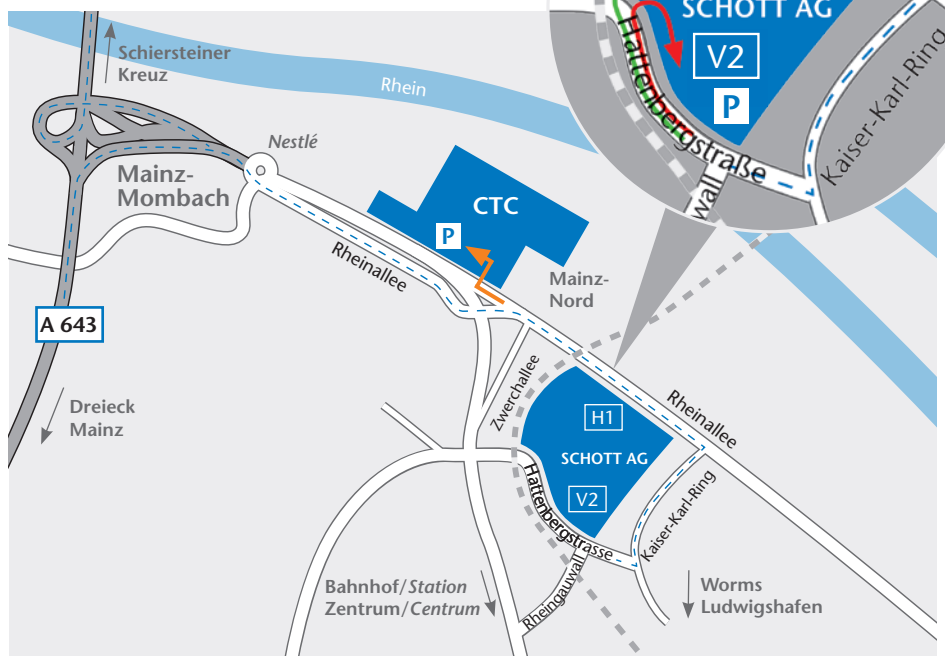 SCHOTT AG
V2
P
Hattenbergstraße
Kaiser-Karl-Ring
wall
Schiersteiner
Kreuz
Rhein
Nestlé
Mainz-
Mombach
CTC
P
Rheinallee
Mainz-
Nord
A 643
Dreieck
Mainz
Zwerchallee
H1
SCHOTT AG
V2
Rheinallee
Hattenbergstrasse
Kaiser-Karl-Ring
Rheingauwall
Bahnhof/Station
Zentrum/Centrum
Worms
Ludwigshafen